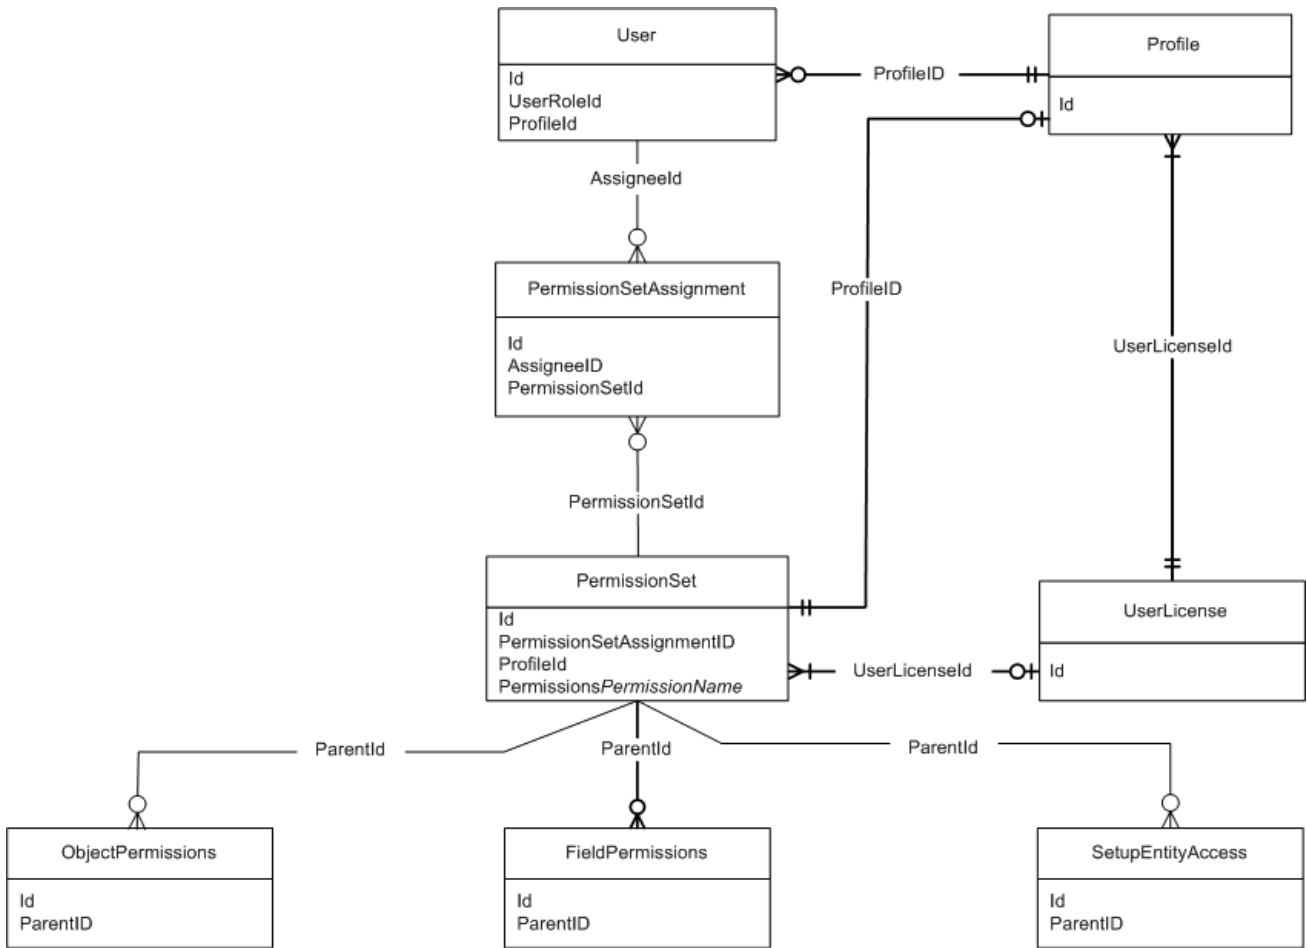 User
Profile
Id
UserRoleId
ProfileId
ProfileID
Id
AssigneeId
PermissionSetAssignment
ProfileID
Id
AssigneeID
PermissionSetId
UserLicenseId
PermissionSetId
PermissionSet
Id
PermissionSetAssignmentID
ProfileId
PermissionsPermissionName
UserLicenseId
UserLicense
Id
ParentId
ParentId
ParentId
ObjectPermissions
Id
ParentID
FieldPermissions
Id
ParentID
SetupEntityAccess
Id
ParentID